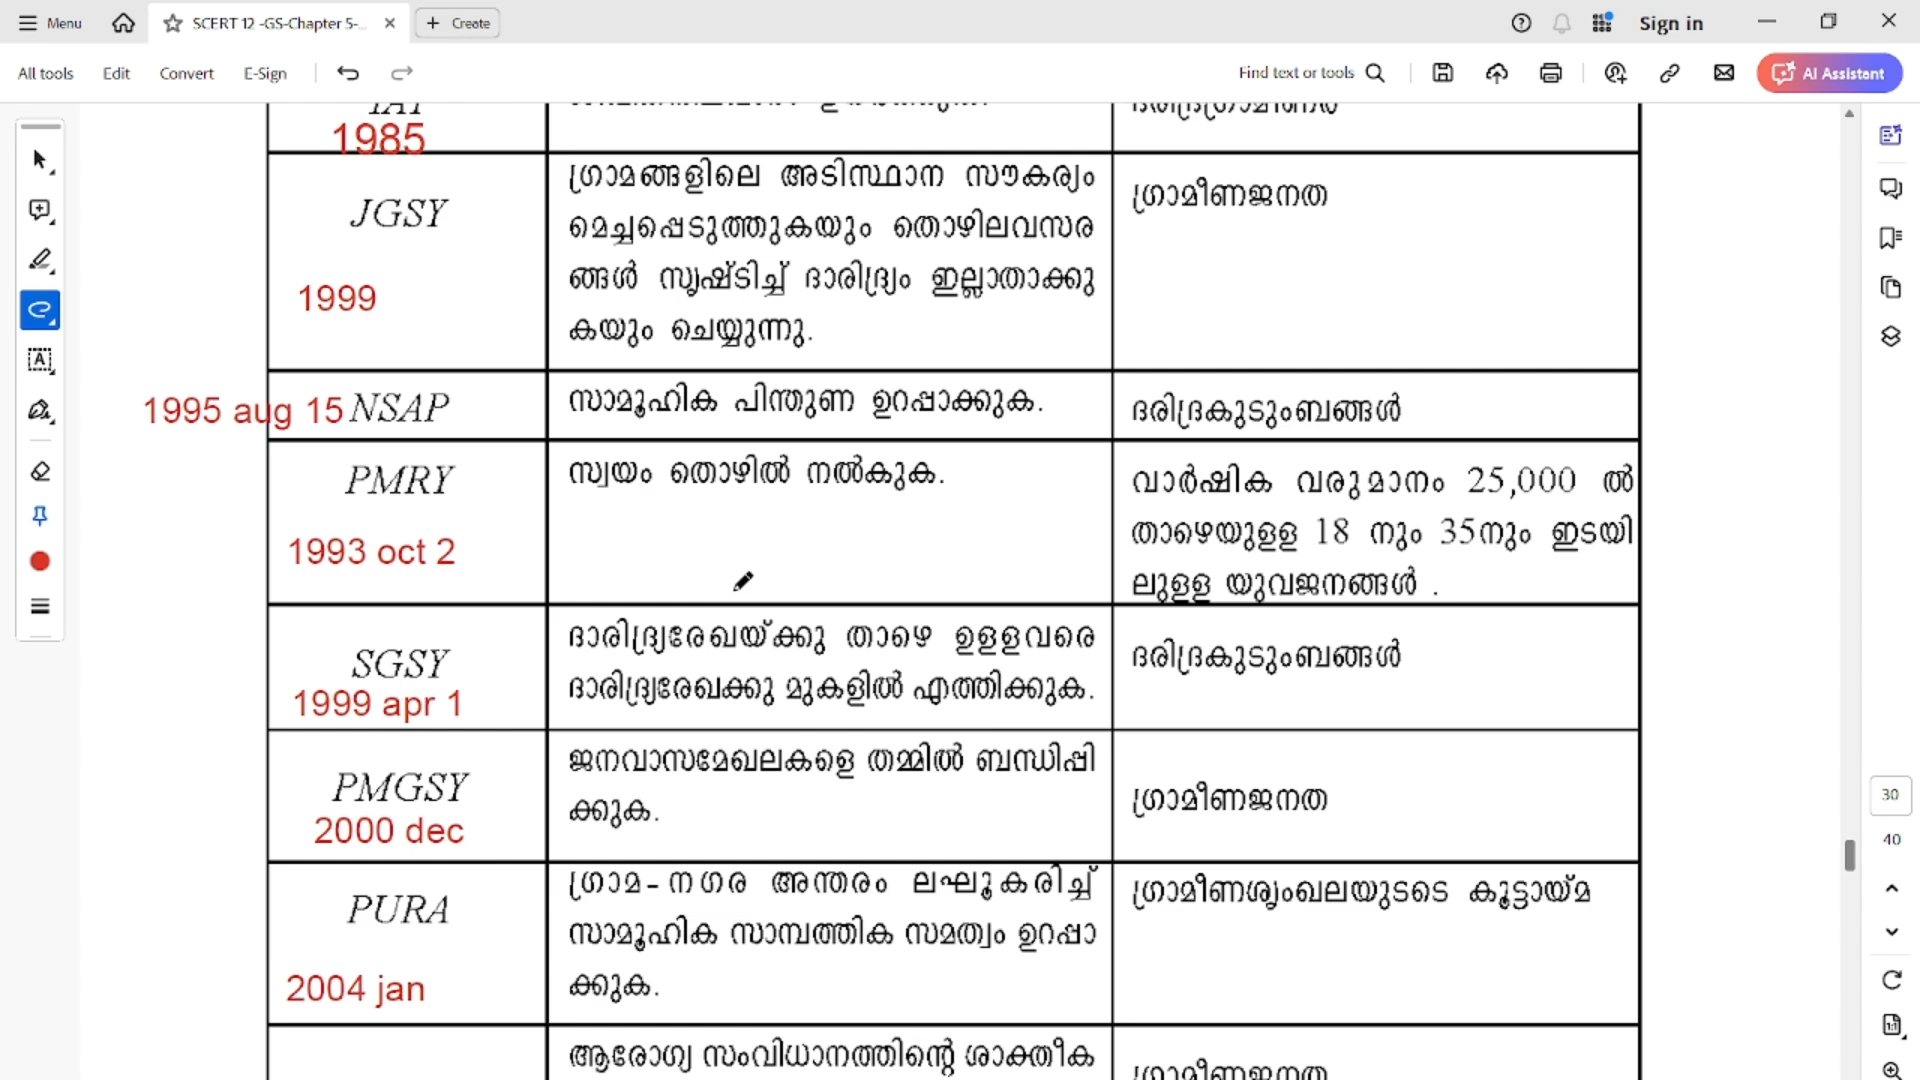 Menu
SCERT 12 -GS-Chapter 5-...
Create
Sign in
All tools
Edit
Convert
E-Sign
Find text or tools
AI Assistant
1985
JGSY
1999
ഗ്രാമങ്ങളിലെ അടിസ്ഥാന സൗകര്യം
മെച്ചപ്പെടുത്തുകയും തൊഴിലവസര
ങ്ങൾ സൃഷ്ടിച്ച് ദാരിദ്ര്യം ഇല്ലാതാക്കു
കയും ചെയ്യുന്നു.
ഗ്രാമീണജനത
1995 aug 15 NSAP
സാമൂഹിക പിന്തുണ ഉറപ്പാക്കുക.
ദരിദ്രകുടുംബങ്ങൾ
PMRY
1993 oct 2
സ്വയം തൊഴിൽ നൽകുക.
വാർഷിക വരുമാനം 25,000 ൽ
താഴെയുളള 18 നും 35നും ഇടയി
ലുളള യുവജനങ്ങൾ .
SGSY
1999 apr 1
ദാരിദ്ര്യരേഖയ്ക്കു താഴെ ഉളളവരെ
ദാരിദ്ര്യരേഖക്കു മുകളിൽ എത്തിക്കുക.
ദരിദ്രകുടുംബങ്ങൾ
PMGSY
2000 dec
ജനവാസമേഖലകളെ തമ്മിൽ ബന്ധിപ്പി
ക്കുക.
ഗ്രാമീണജനത
PURA
2004 jan
ഗ്രാമ-നഗര അന്തരം ലഘൂകരിച്ച്
സാമൂഹിക സാമ്പത്തിക സമത്വം ഉറപ്പാ
ക്കുക.
ഗ്രാമീണശൃംഖലയുടടെ കൂട്ടായ്മ
ആരോഗ്യ സംവിധാനത്തിന്റെ ശാക്തീക
ഗ്രാമീണജനത
30
40